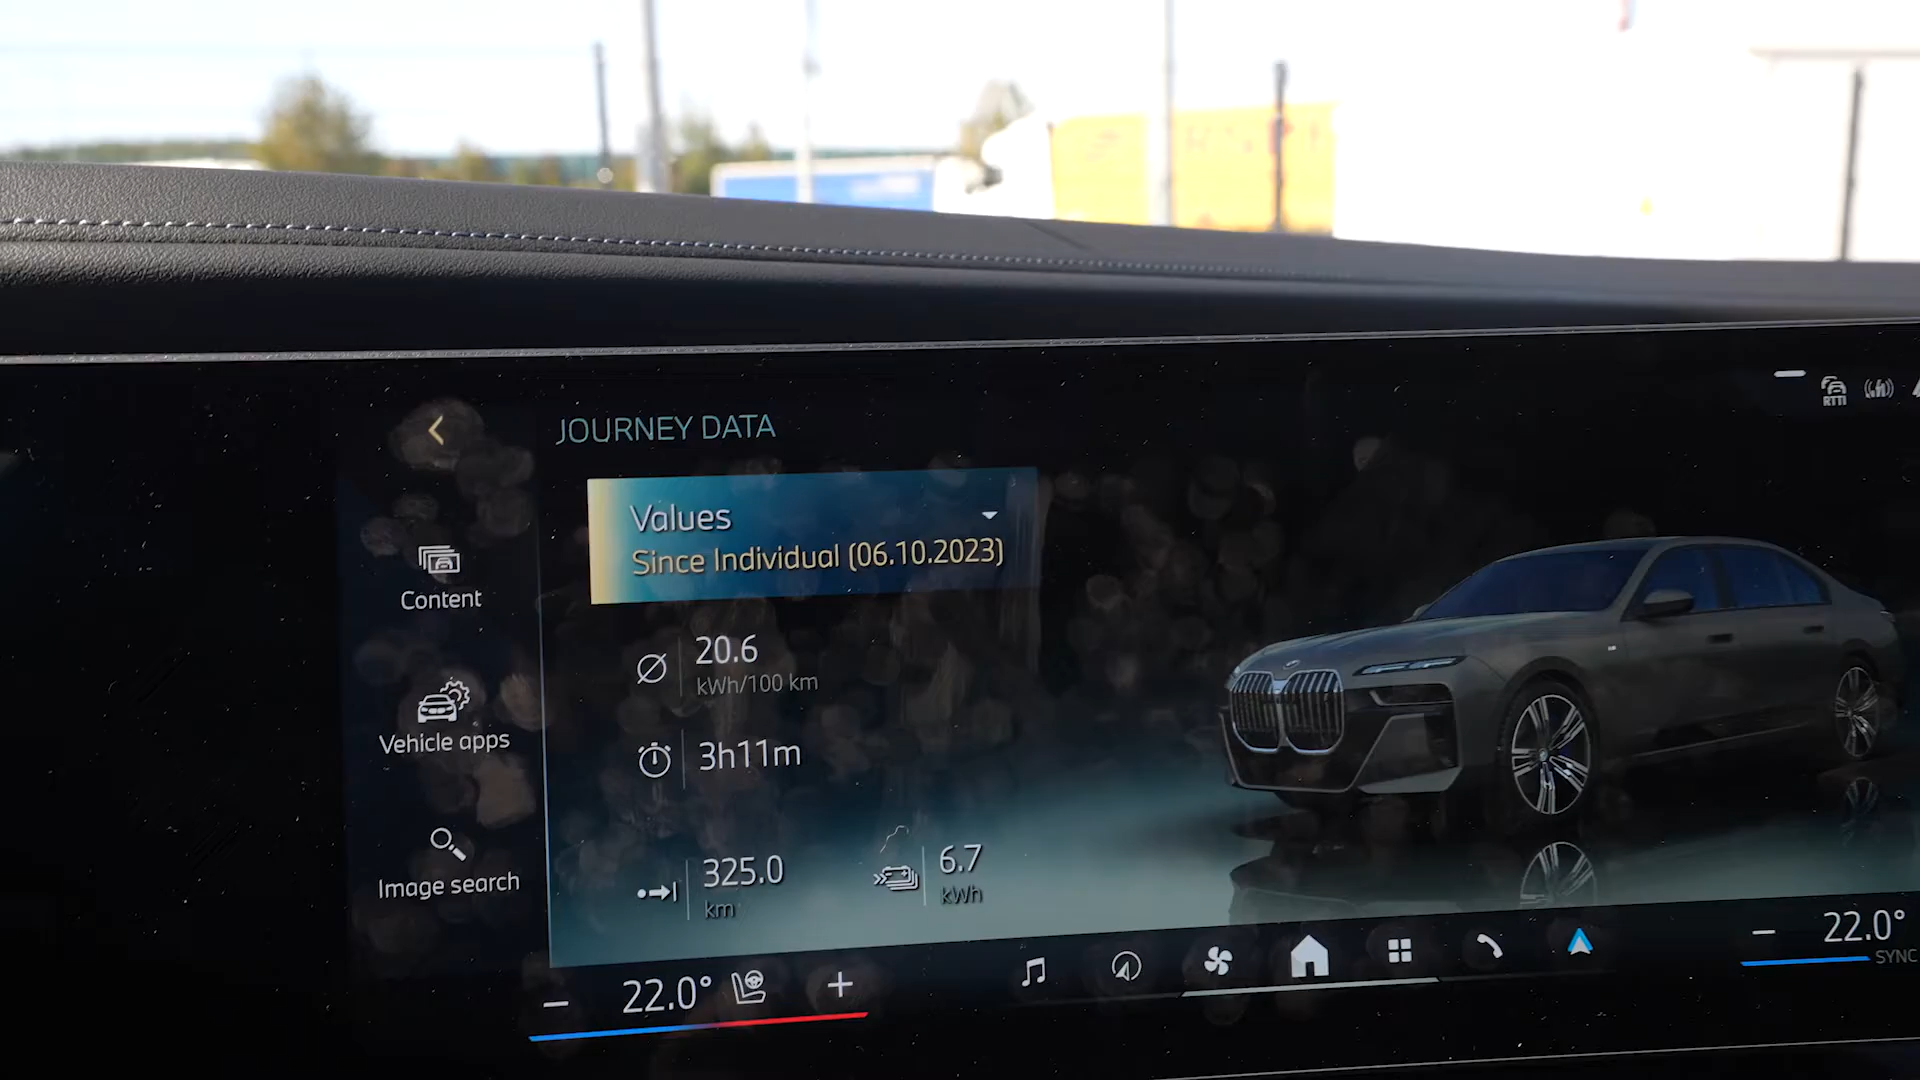 RTTI
JOURNEY DATA
Values
Since Individual (06.10.2023)
Content
20.6
kWh/100 km
Vehicle apps
3h11m
Image search
325.0
km
6.7
kWh
− 22.0° +
− 22.0°
SYNC